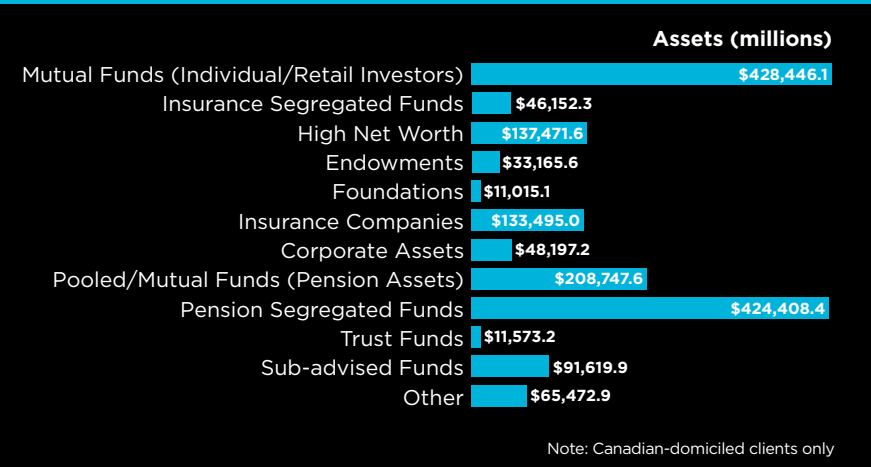 Assets (millions)
Mutual Funds (Individual/Retail Investors) $428,446.1
Insurance Segregated Funds $46,152.3
High Net Worth $137,471.6
Endowments $33,165.6
Foundations $11,015.1
Insurance Companies $133,495.0
Corporate Assets $48,197.2
Pooled/Mutual Funds (Pension Assets) $208,747.6
Pension Segregated Funds $424,408.4
Trust Funds $11,573.2
Sub-advised Funds $91,619.9
Other $65,472.9
Note: Canadian-domiciled clients only